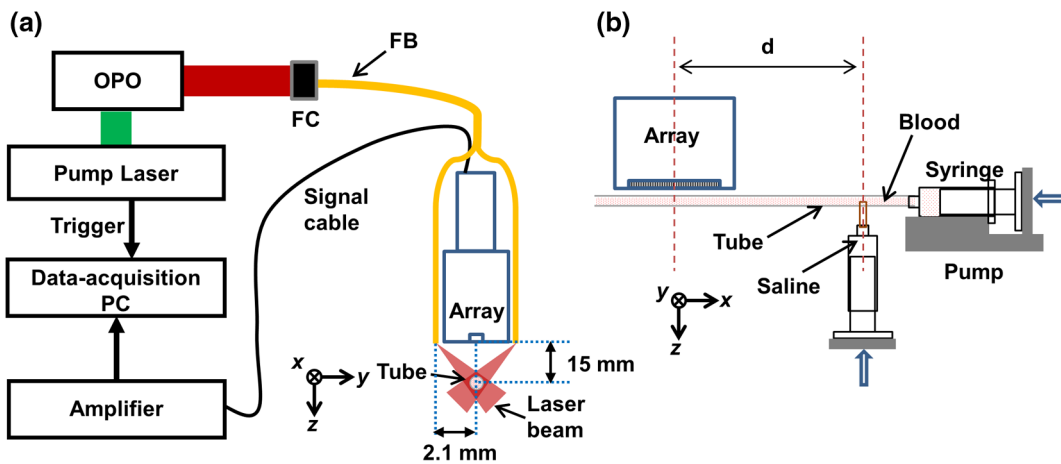 (a)
FB
OPO
FC
Pump Laser
Signal
cable
Trigger
Data-acquisition
PC
Array
Amplifier
x
y
z
Tube
15 mm
Laser
beam
2.1 mm
(b)
d
Array
Blood
Syringe
Tube
Saline
Pump
y
x
z